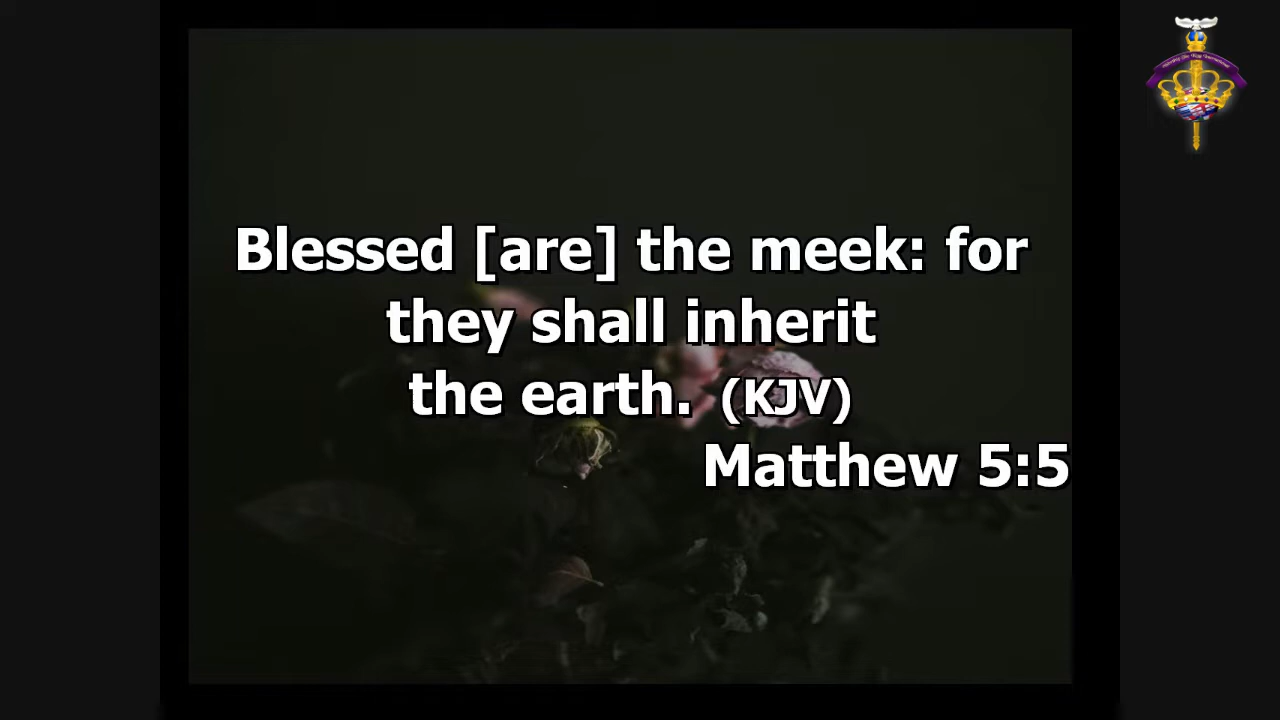 Blessed [are] the meek: for
they shall inherit
the earth. (KJV)
Matthew 5:5